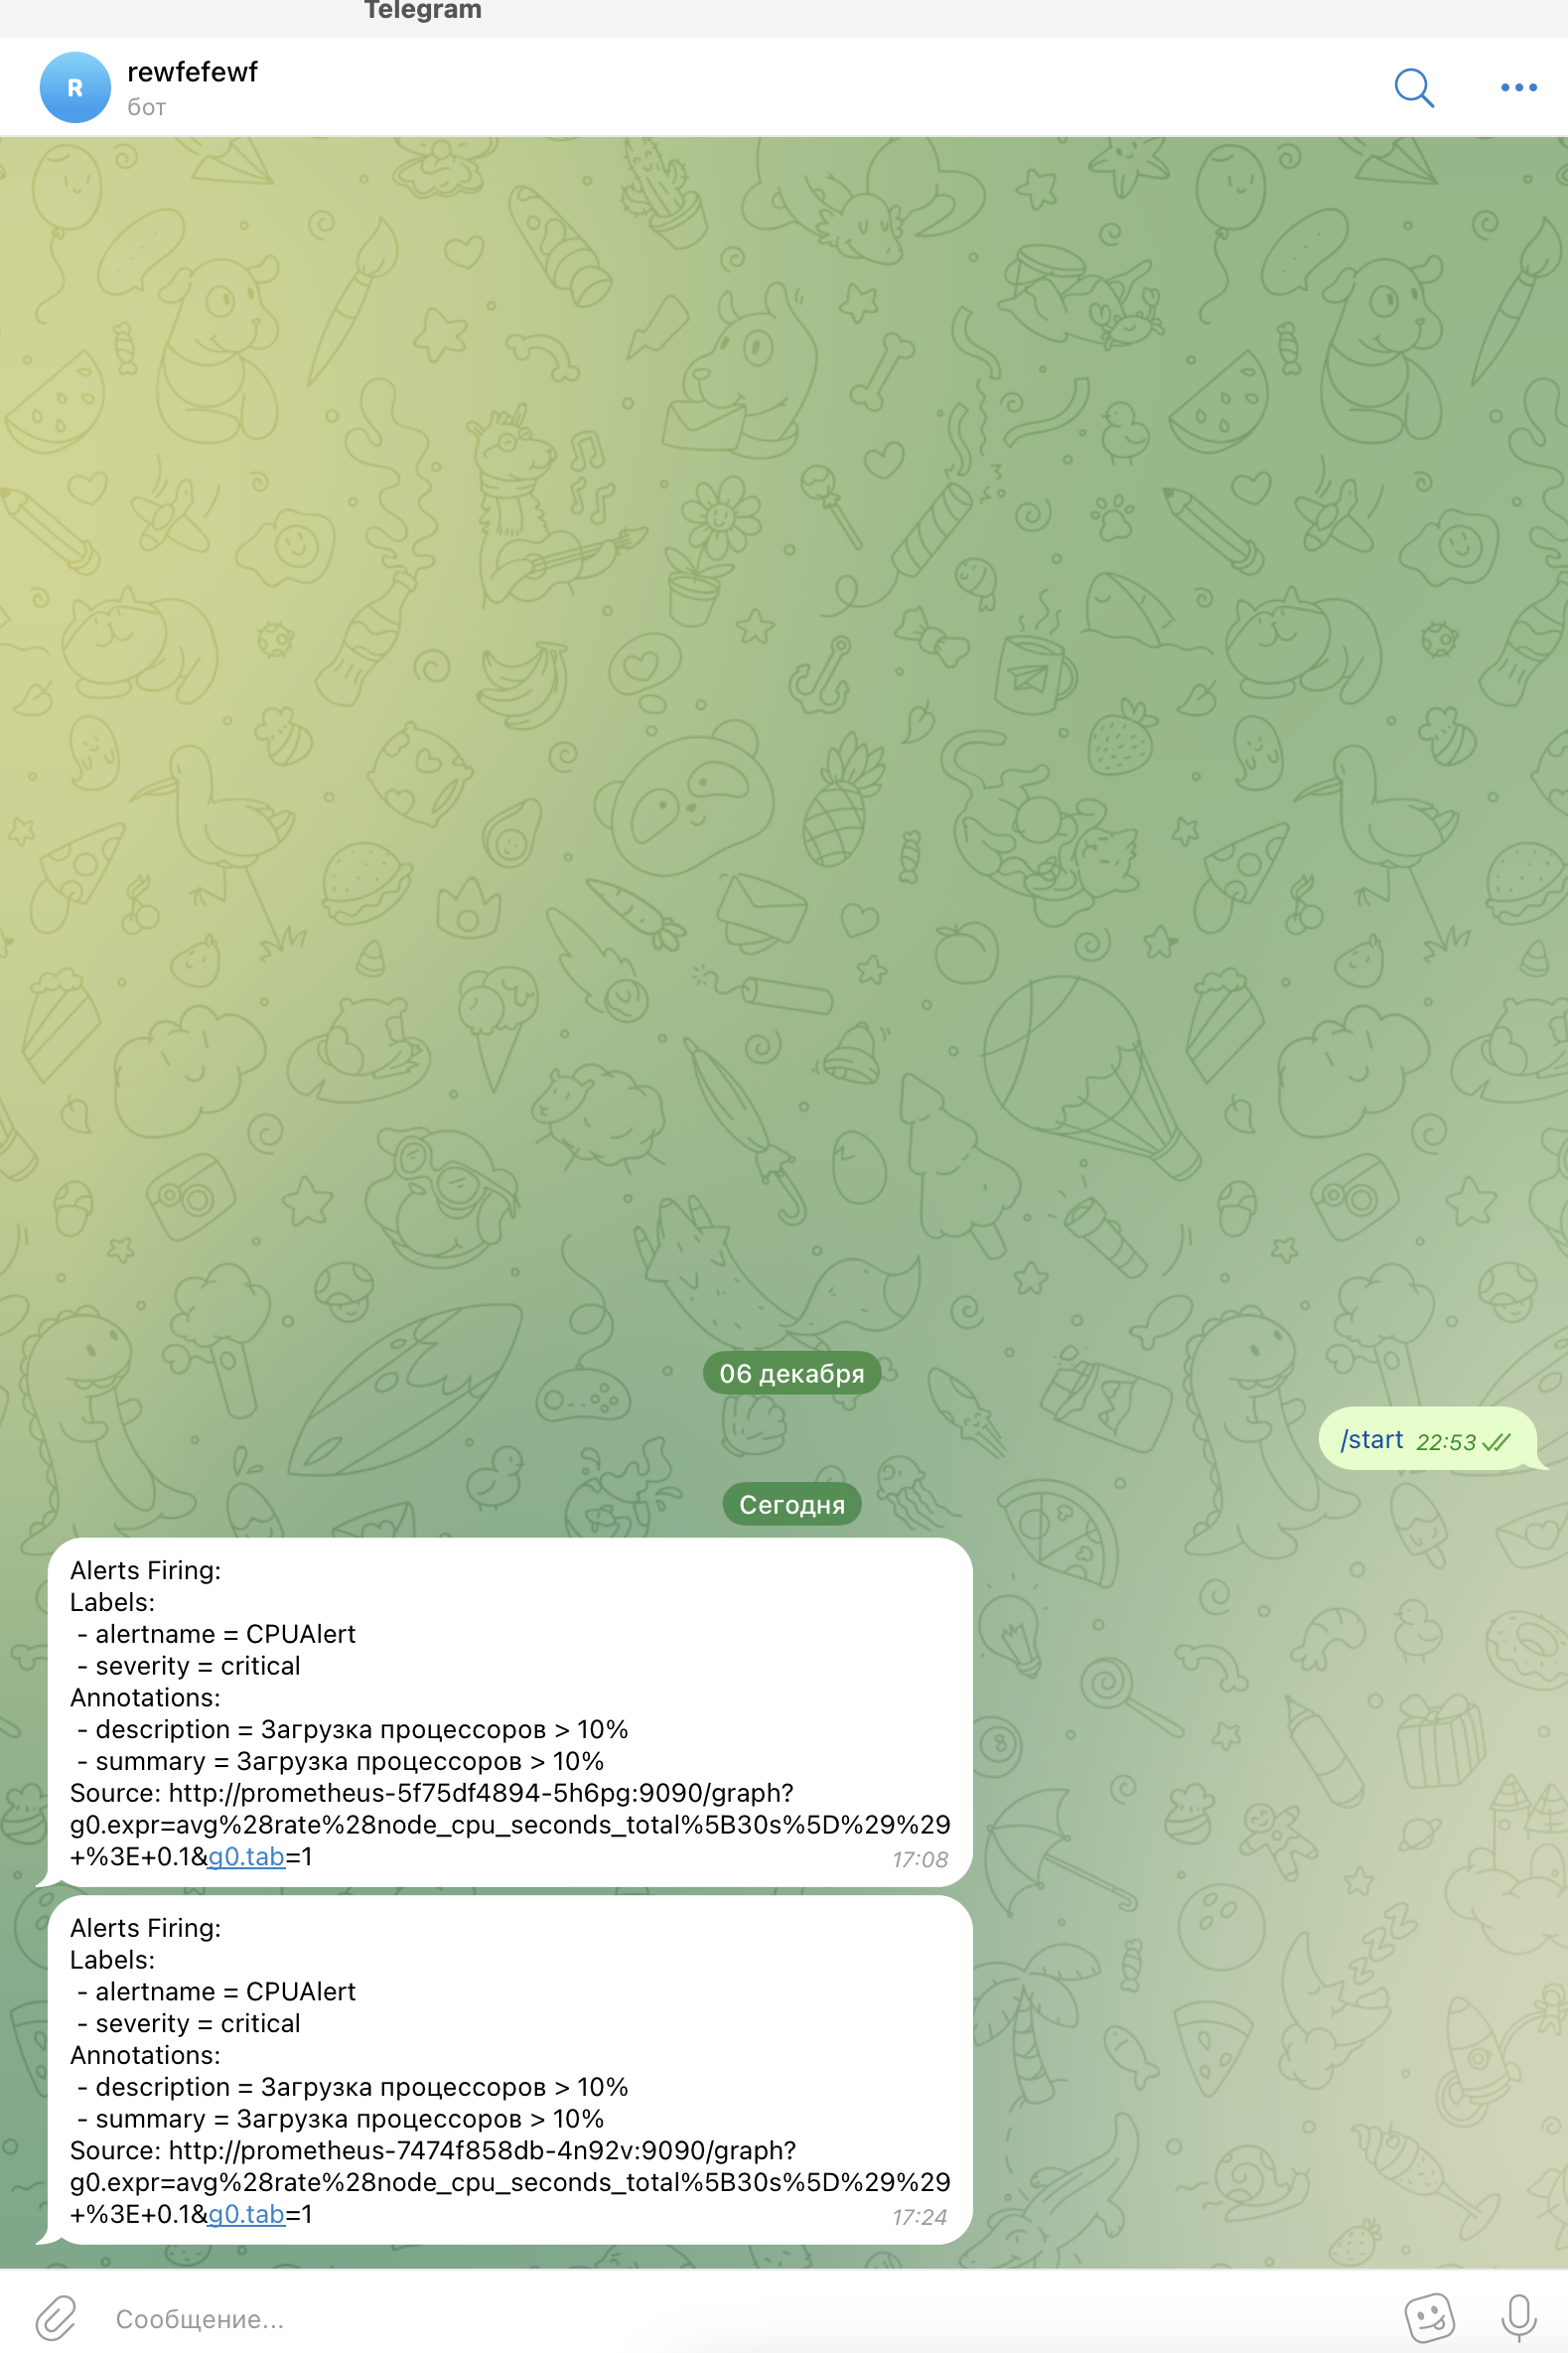 Telegram
R
rewfefewf
бот
06 декабря
/start 22:53
Сегодня
Alerts Firing:
Labels:
- alertname = CPUAlert
- severity = critical
Annotations:
- description = Загрузка процессоров > 10%
- summary = Загрузка процессоров > 10%
Source: http://prometheus-5f75df4894-5h6pg:9090/graph?
g0.expr=avg%28rate%28node_cpu_seconds_total%5B30s%5D%29%29
+%3E+0.1&g0.tab=1
17:08
Alerts Firing:
Labels:
- alertname = CPUAlert
- severity = critical
Annotations:
- description = Загрузка процессоров > 10%
- summary = Загрузка процессоров > 10%
Source: http://prometheus-7474f858db-4n92v:9090/graph?
g0.expr=avg%28rate%28node_cpu_seconds_total%5B30s%5D%29%29
+%3E+0.1&g0.tab=1
17:24
Сообщение...